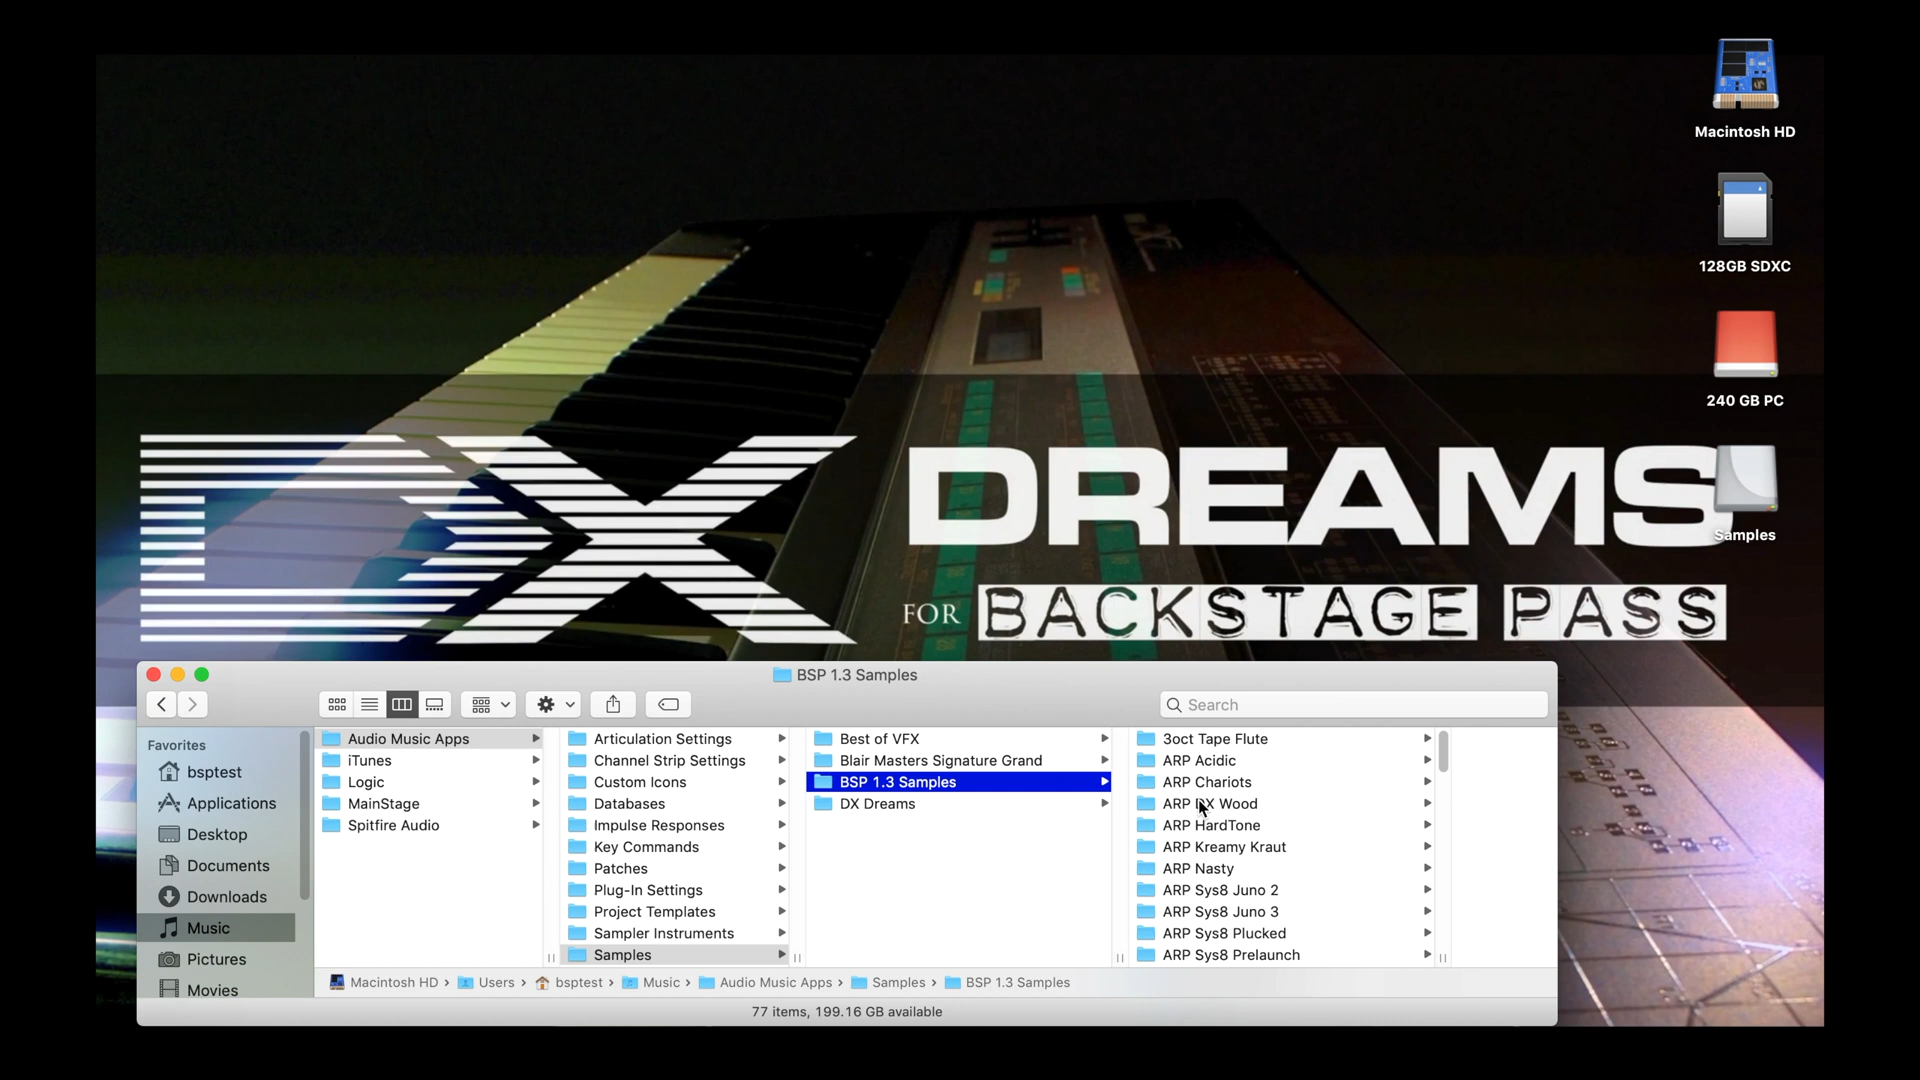 Macintosh HD
128GB SDXC
240 GB PC
Samples
DX DREAMS
FOR BACKSTAGE PASS
BSP 1.3 Samples
Search
Favorites
bsptest
Applications
Desktop
Documents
Downloads
Music
Pictures
Movies
Audio Music Apps
iTunes
Logic
MainStage
Spitfire Audio
Articulation Settings
Channel Strip Settings
Custom Icons
Databases
Impulse Responses
Key Commands
Patches
Plug-In Settings
Project Templates
Sampler Instruments
Samples
Best of VFX
Blair Masters Signature Grand
BSP 1.3 Samples
DX Dreams
3oct Tape Flute
ARP Acidic
ARP Chariots
ARP DX Wood
ARP HardTone
ARP Kreamy Kraut
ARP Nasty
ARP Sys8 Juno 2
ARP Sys8 Juno 3
ARP Sys8 Plucked
ARP Sys8 Prelaunch
Macintosh HD › Users › bsptest › Music › Audio Music Apps › Samples › BSP 1.3 Samples
77 items, 199.16 GB available